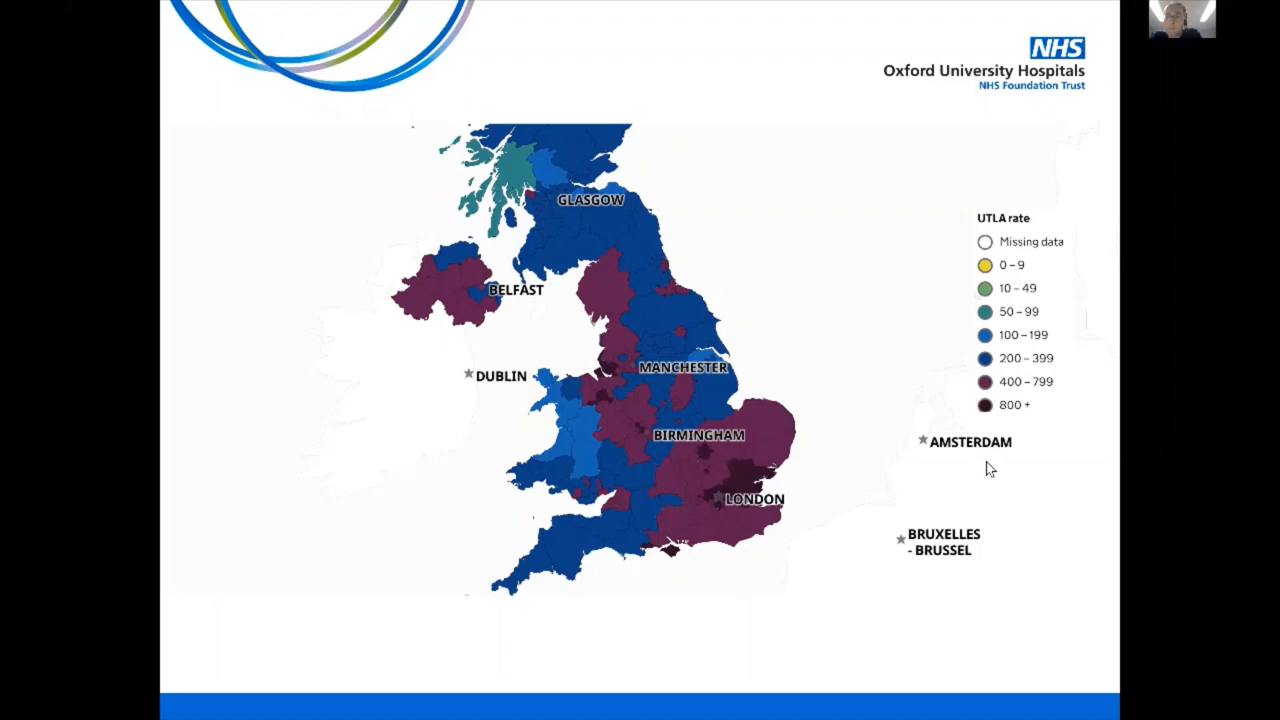 NHS
Oxford University Hospitals
NHS Foundation Trust
GLASGOW
BELFAST
DUBLIN
MANCHESTER
BIRMINGHAM
LONDON
UTLA rate
Missing data
0 – 9
10 – 49
50 – 99
100 – 199
200 – 399
400 – 799
800 +
AMSTERDAM
BRUXELLES
- BRUSSEL